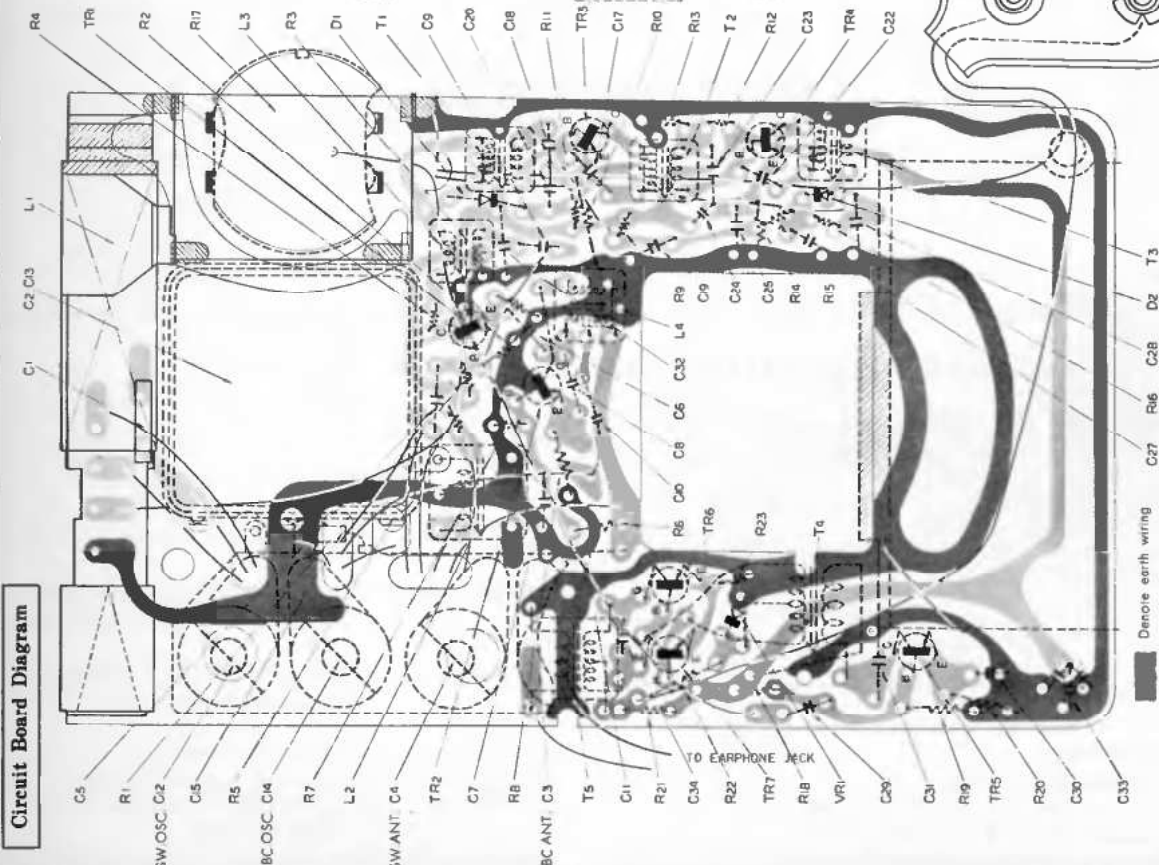 Circuit Board Diagram
R4
TR1
R2
R17
L3
R3
D1
T1
C9
C20
C18
R11
TR3
C17
R10
R13
T2
R12
C23
TR4
C22
L1
C43
C2
C1
R9
C19
C24
C25
R14
R15
L4
C32
C6
C8
C10
R6
TR6
R23
T4
T3
D2
C28
R16
C27
C5
R1
SW.OSC. C12
C15
R5
BC OSC. C14
R7
L2
SW.ANT. C4
TR2
C7
R8
BC ANT. C3
T5
C11
R21
C34
R22
TR7
R18
VR1
C29
C31
R19
TR5
R20
C30
C33
TO EARPHONE JACK
Denote earth wiring